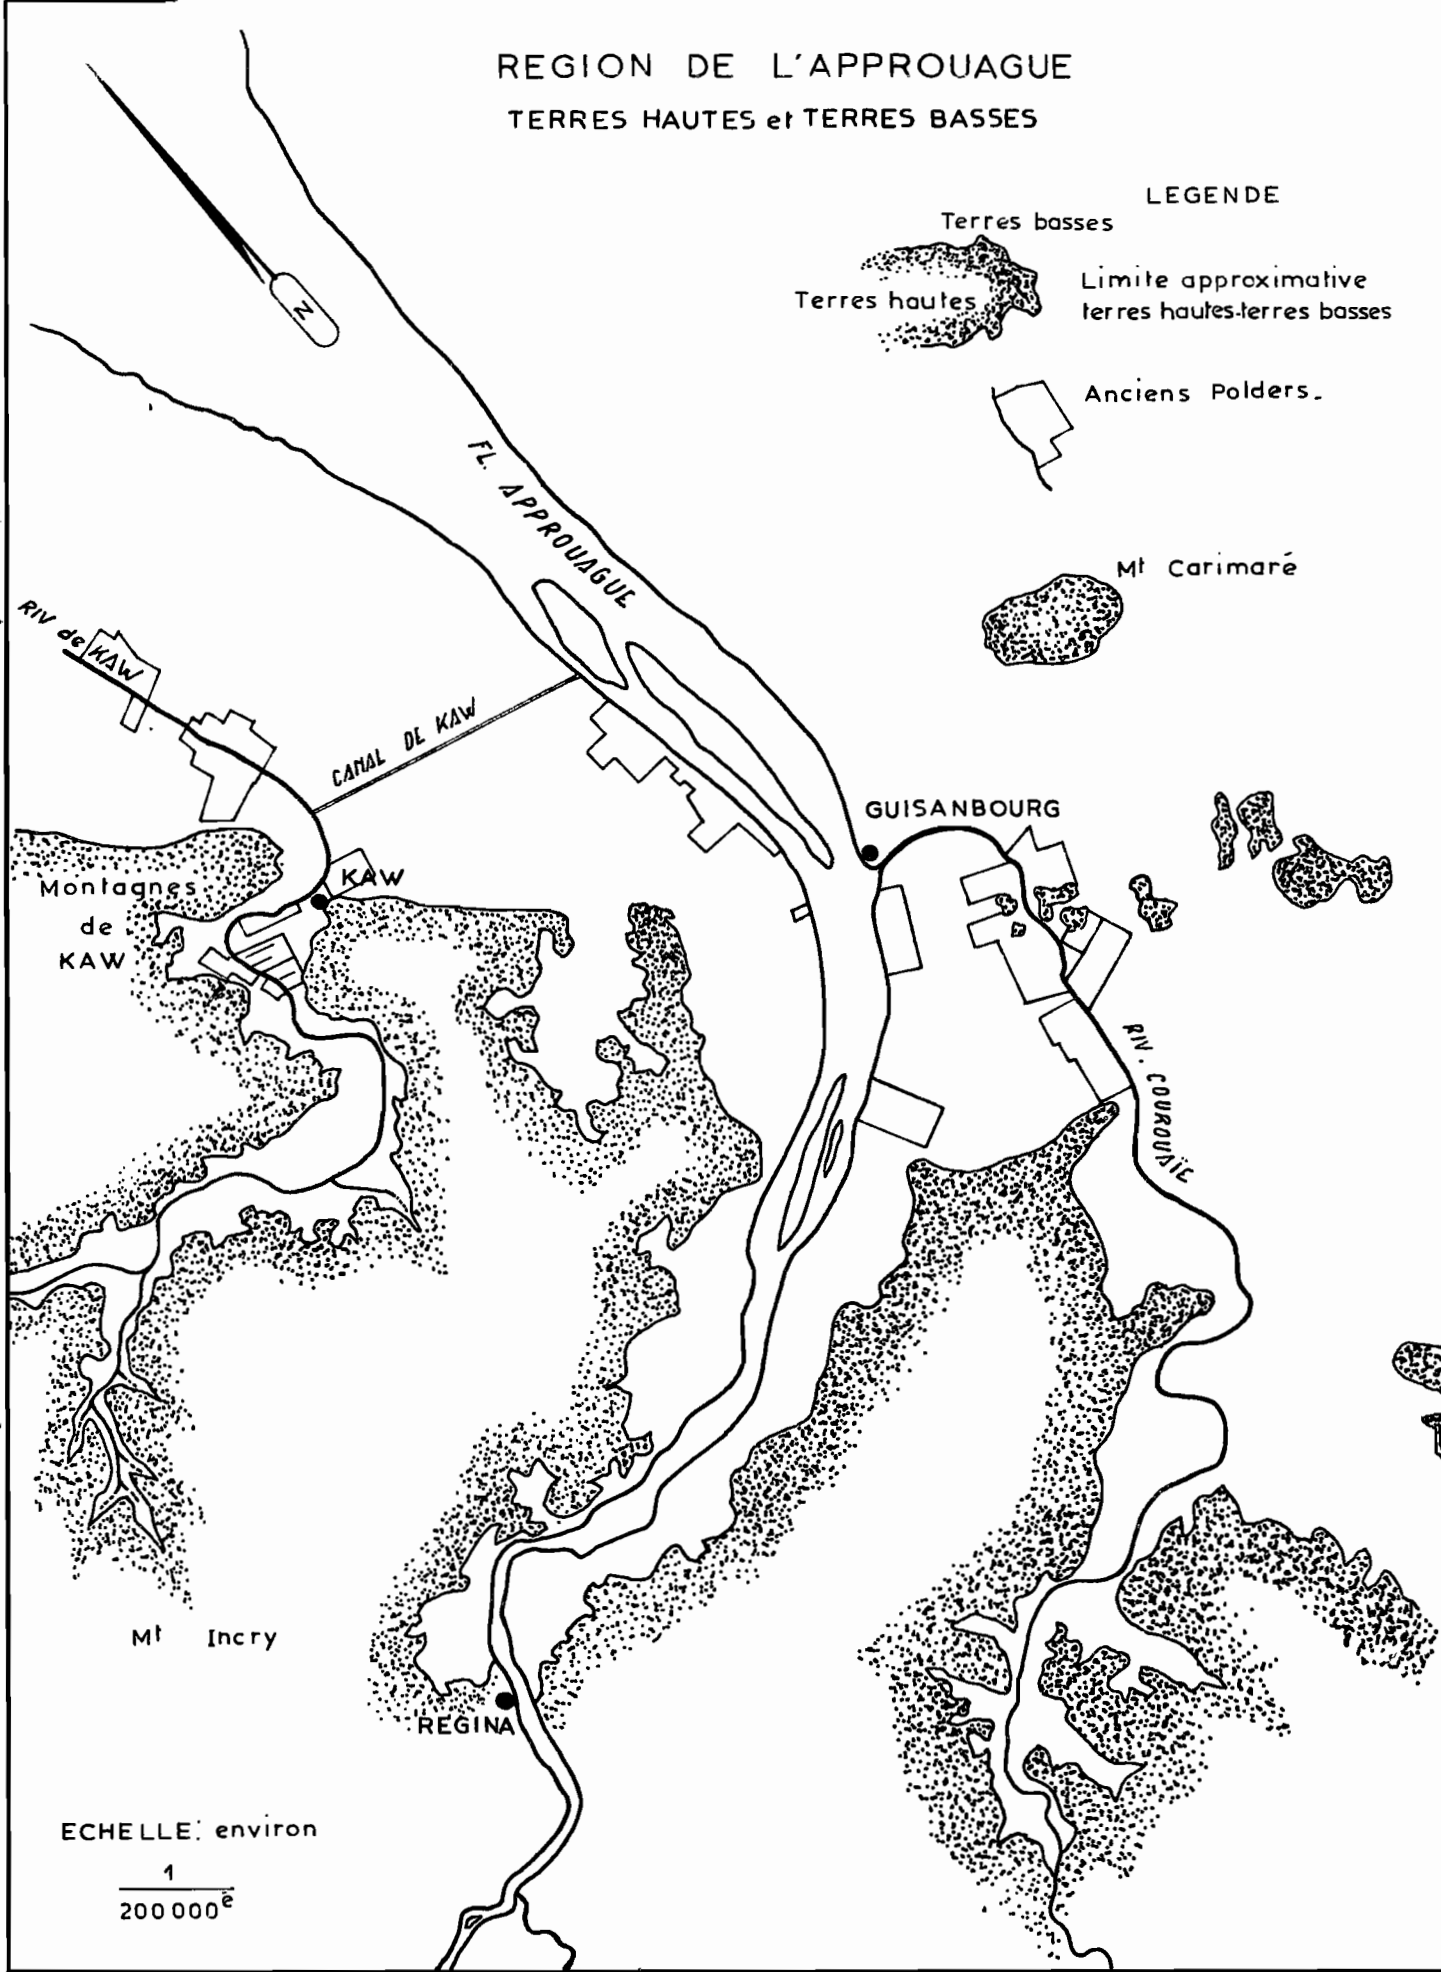 REGION DE L'APPROUAGUE
TERRES HAUTES et TERRES BASSES
LEGENDE
Terres basses
Terres hautes
Limite approximative
terres hautes-terres basses
Anciens Polders.
N
FL. APPROUAGUE
Mt Carimaré
RIV de KAW
CANAL DE KAW
GUISANBOURG
KAW
Montagnes
de
KAW
RIV. COUROUAÏE
Mt Incry
REGINA
ECHELLE: environ
1
200 000e